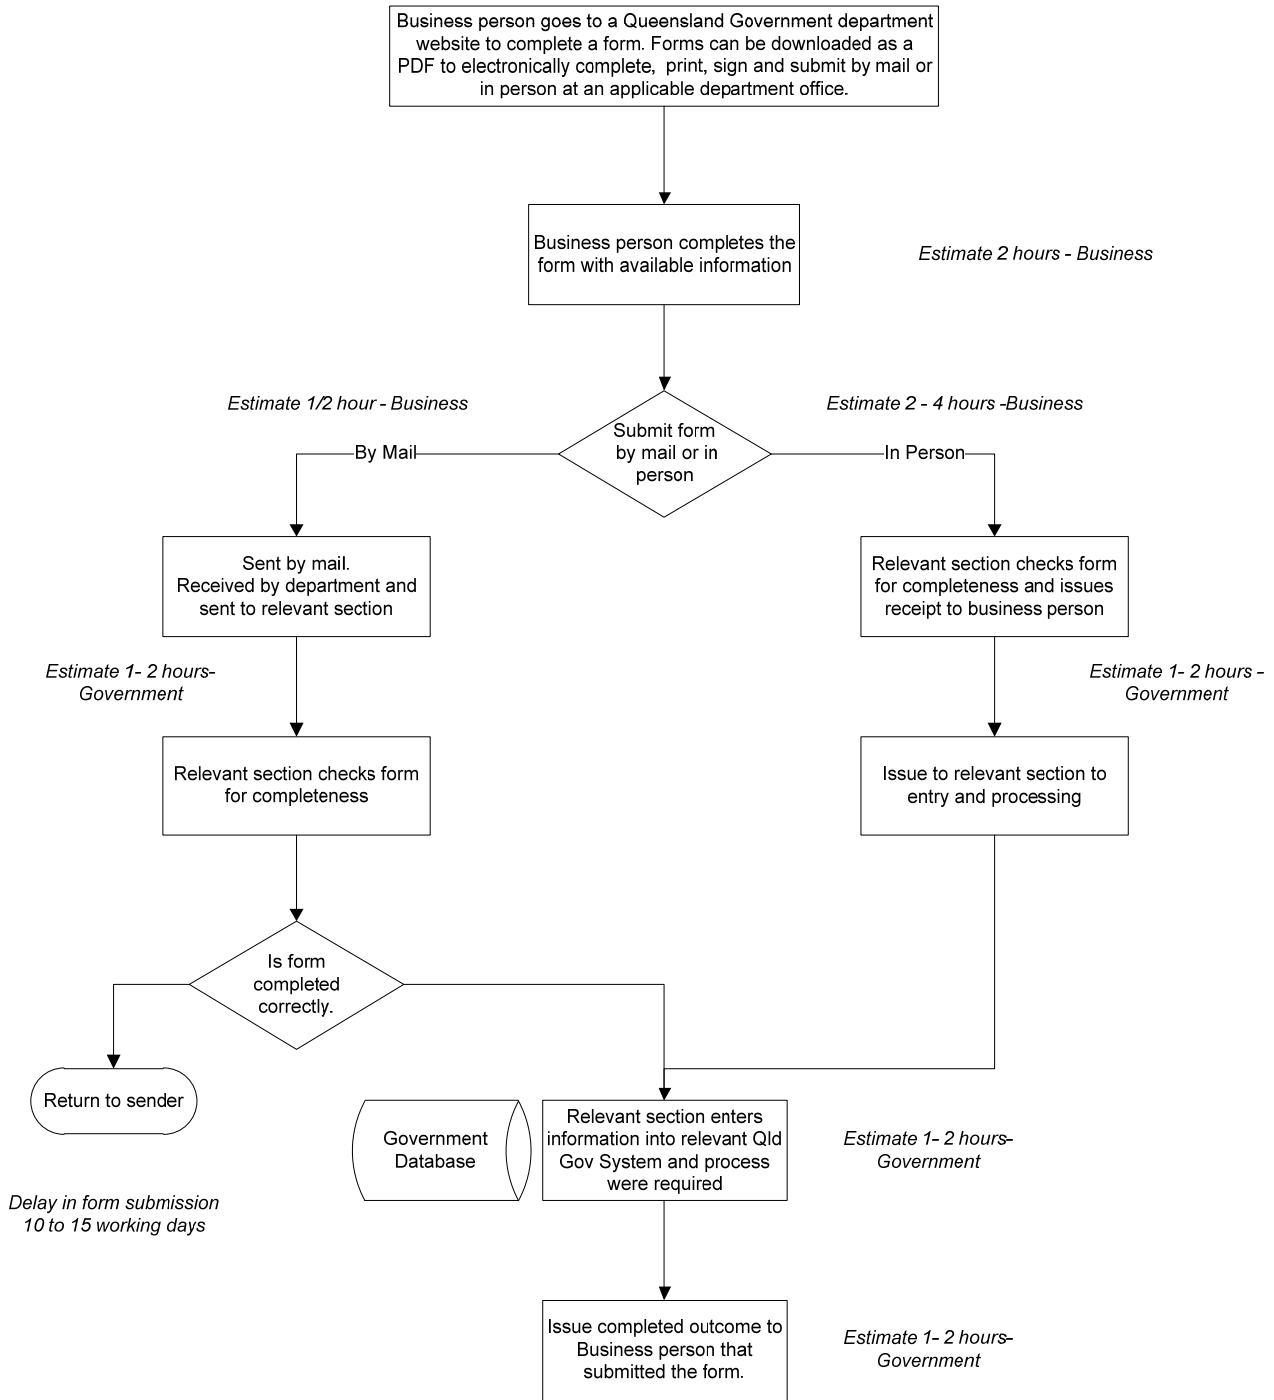 Business person goes to a Queensland Government department
website to complete a form. Forms can be downloaded as a
PDF to electronically complete, print, sign and submit by mail or
in person at an applicable department office.
Business person completes the
form with available information
Estimate 2 hours - Business
Estimate 1/2 hour - Business
Estimate 2 - 4 hours -Business
Submit form
by mail or in
person
By Mail
In Person
Sent by mail.
Received by department and
sent to relevant section
Relevant section checks form
for completeness and issues
receipt to business person
Estimate 1- 2 hours-
Government
Estimate 1- 2 hours -
Government
Relevant section checks form
for completeness
Issue to relevant section to
entry and processing
Is form
completed
correctly.
Return to sender
Government
Database
Relevant section enters
information into relevant Qld
Gov System and process
were required
Estimate 1- 2 hours-
Government
Delay in form submission
10 to 15 working days
Issue completed outcome to
Business person that
submitted the form.
Estimate 1- 2 hours-
Government